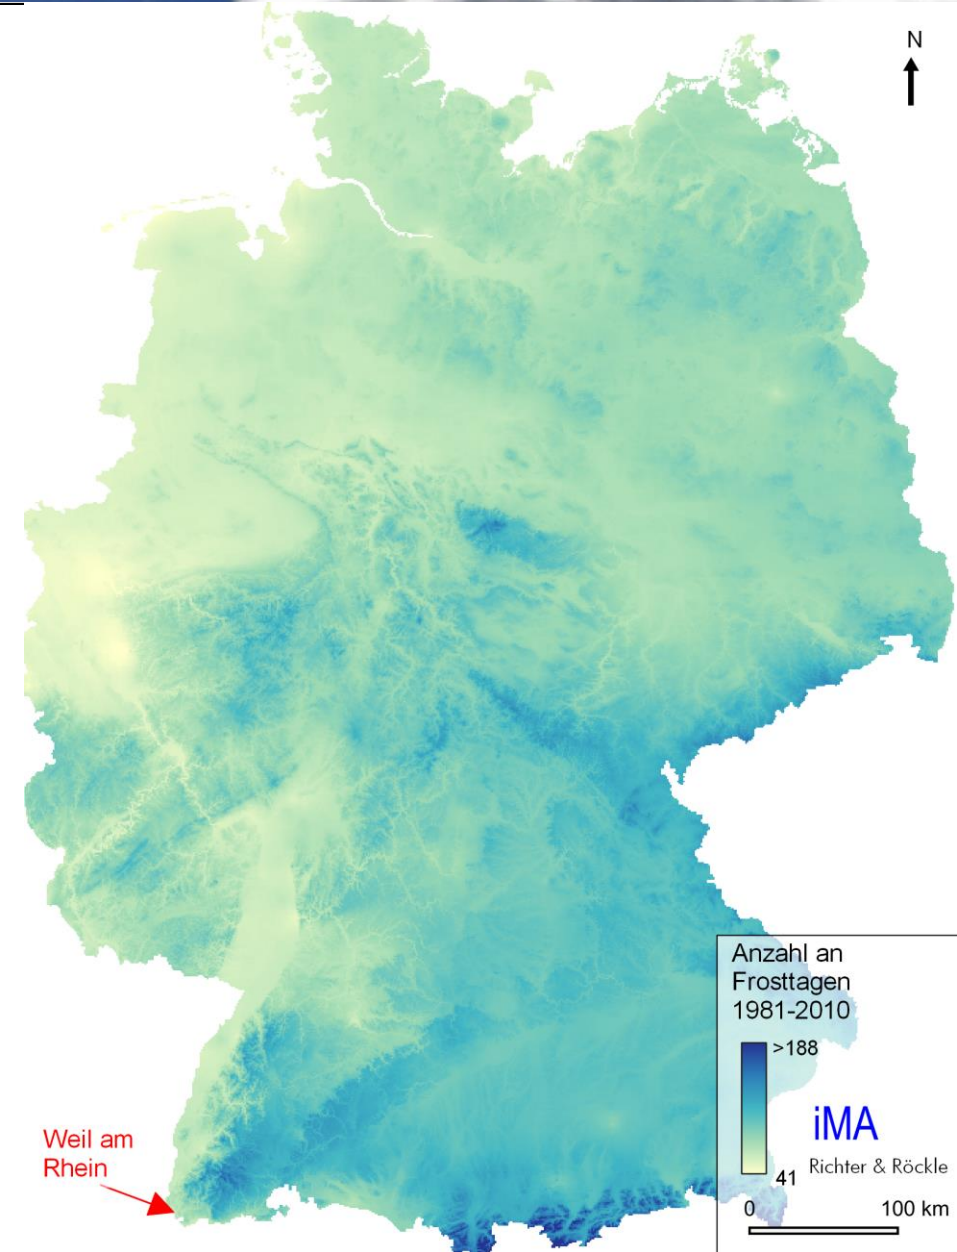 N
Anzahl an
Frosttagen
1981-2010
>188
41
iMA
Richter & Röckle
0
100 km
Weil am
Rhein